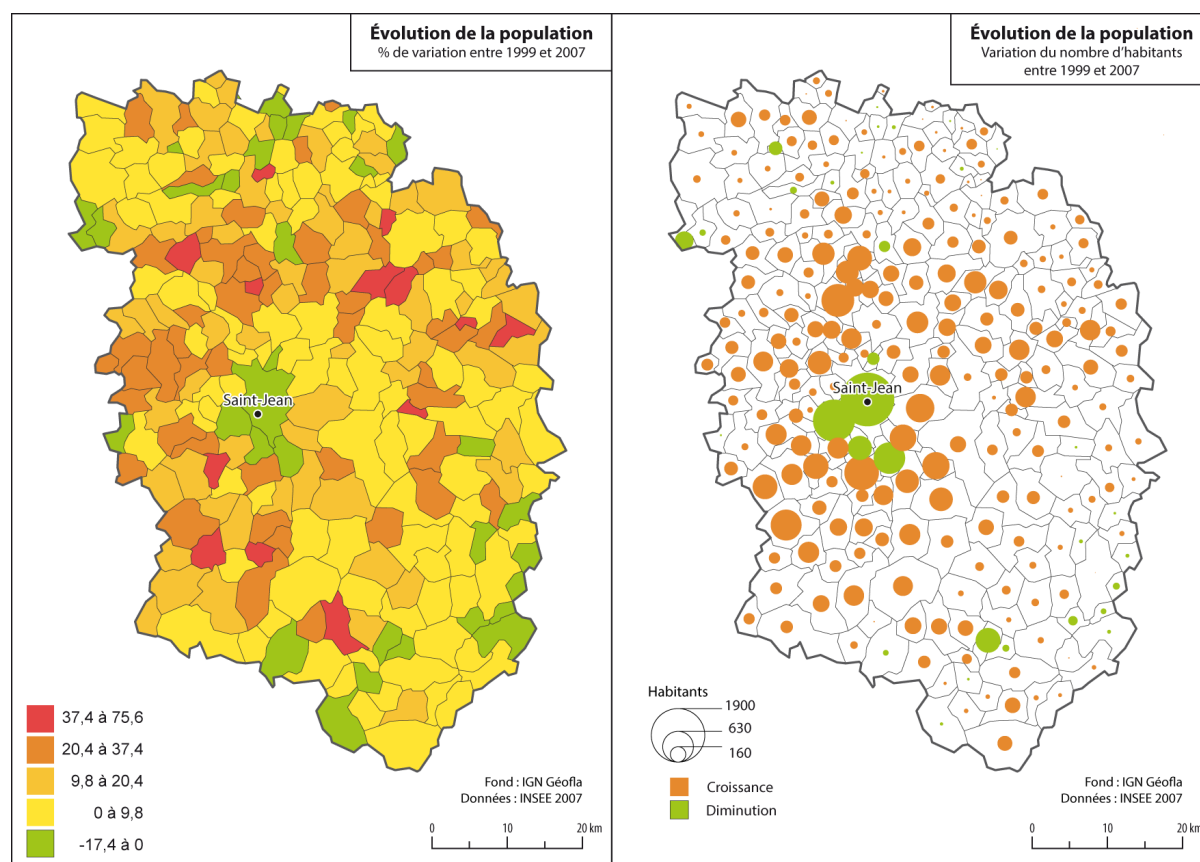 Évolution de la population
% de variation entre 1999 et 2007
Saint-Jean
37,4 à 75,6
20,4 à 37,4
9,8 à 20,4
0 à 9,8
-17,4 à 0
Fond : IGN Géofla
Données : INSEE 2007
0 10 20 km
Évolution de la population
Variation du nombre d'habitants
entre 1999 et 2007
Saint-Jean
Habitants
1900
630
160
Croissance
Diminution
Fond : IGN Géofla
Données : INSEE 2007
0 10 20 km